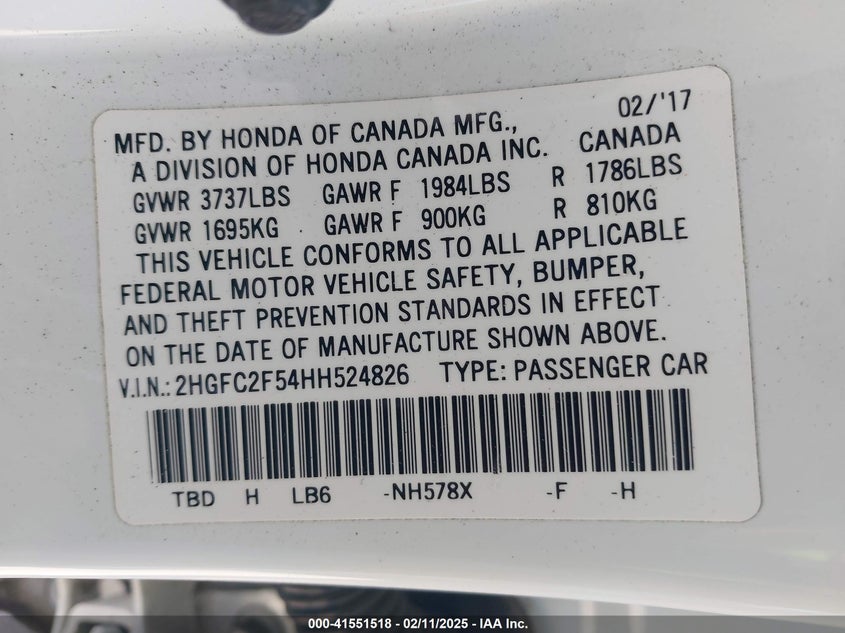 02/'17
MFD. BY HONDA OF CANADA MFG., CANADA
A DIVISION OF HONDA CANADA INC.
GVWR 3737LBS GAWR F 1984LBS R 1786LBS
GVWR 1695KG GAWR F 900KG R 810KG
THIS VEHICLE CONFORMS TO ALL APPLICABLE
FEDERAL MOTOR VEHICLE SAFETY, BUMPER,
AND THEFT PREVENTION STANDARDS IN EFFECT
ON THE DATE OF MANUFACTURE SHOWN ABOVE.
V.I.N.: 2HGFC2F54HH524826 TYPE: PASSENGER CAR
TBD H LB6 -NH578X -F -H
000-41551518 - 02/11/2025 - IAA Inc.